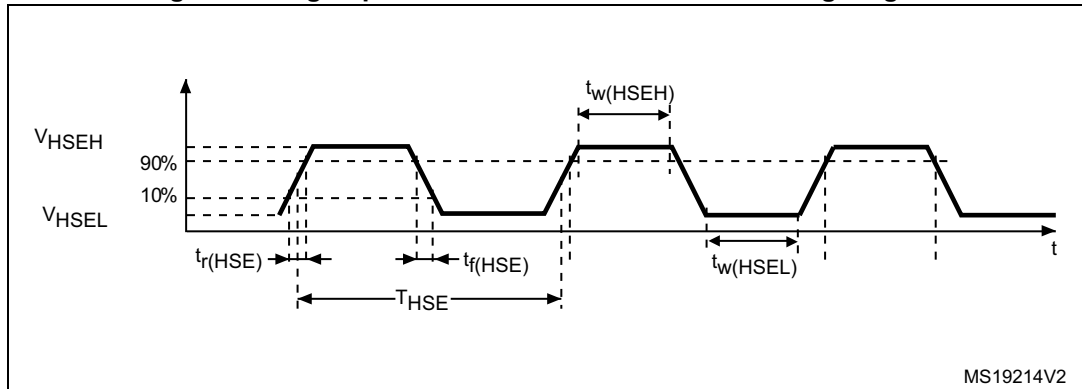 tw(HSEH)
VHSEH
90%
10%
VHSEL
tr(HSE)
tf(HSE)
tw(HSEL)
t
THSE
MS19214V2